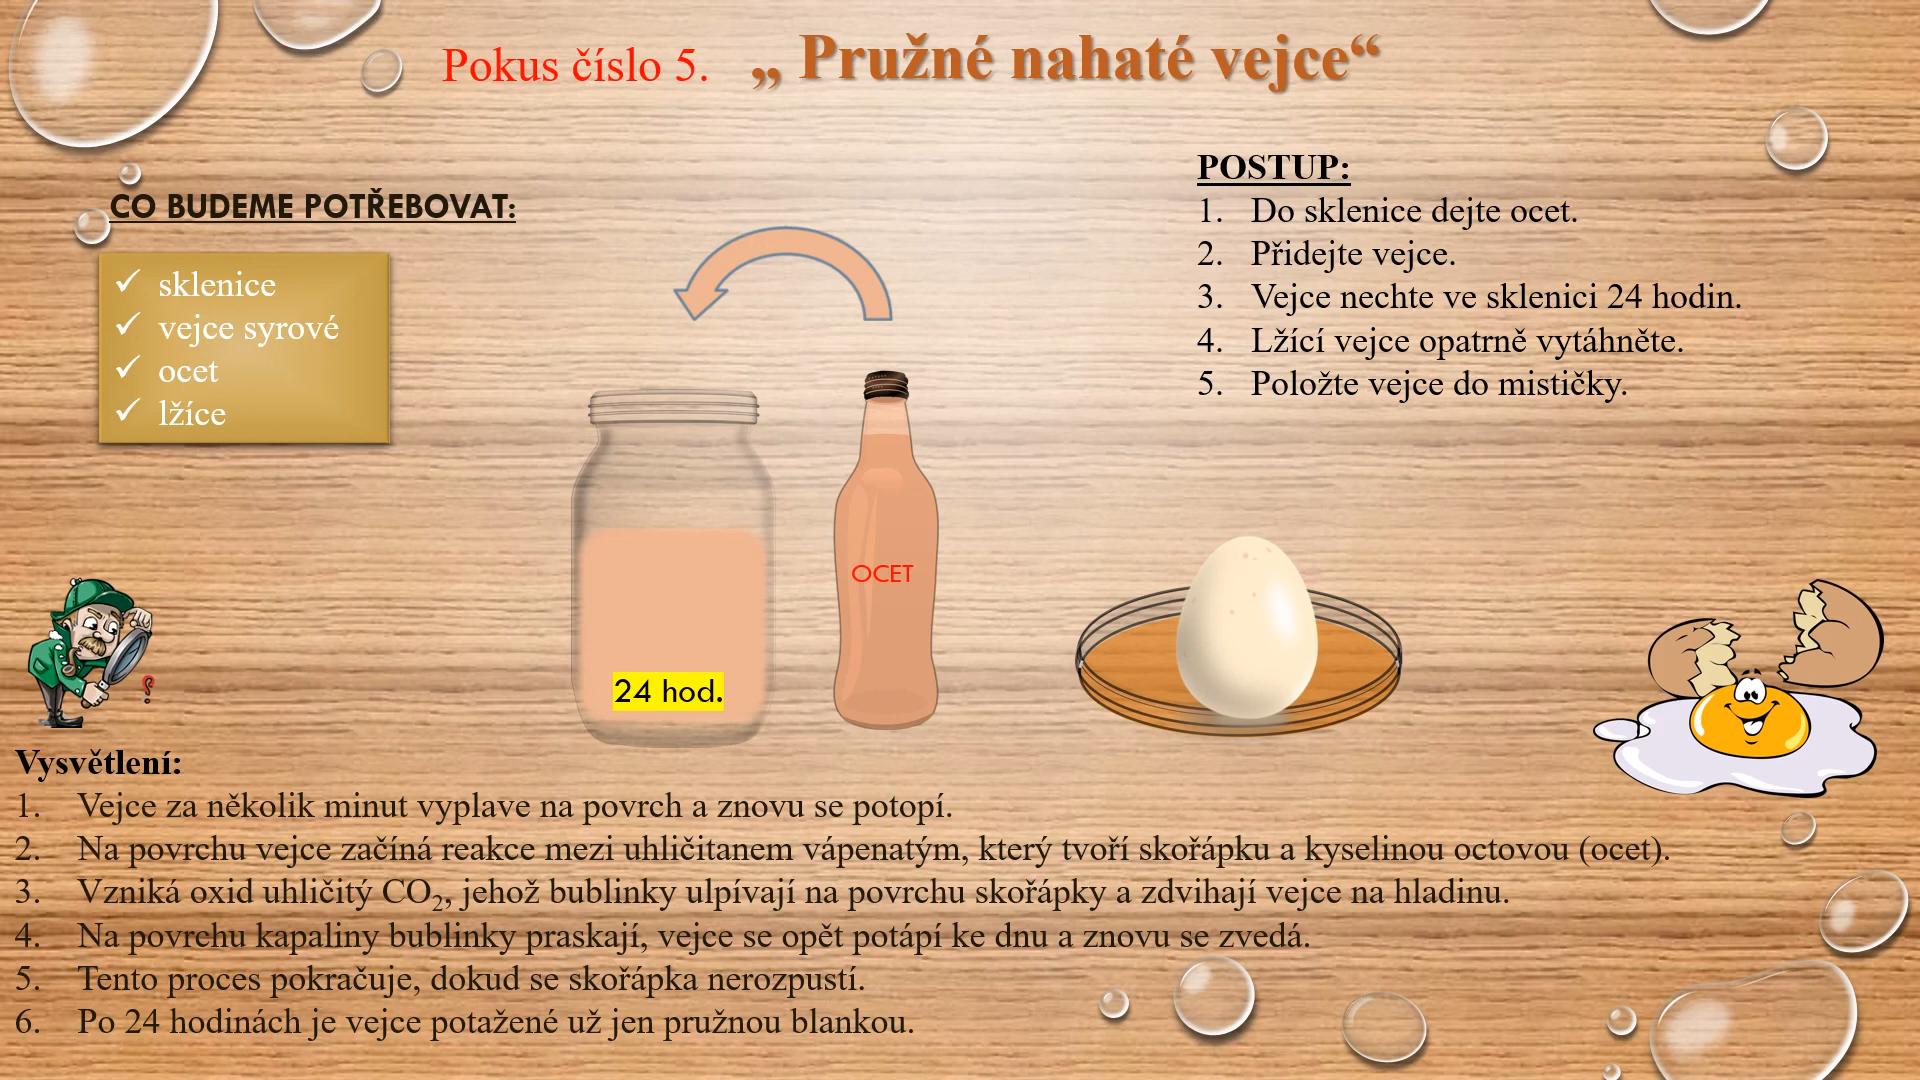 Pokus číslo 5. „ Pružné nahaté vejce“
CO BUDEME POTŘEBOVAT:
✓ sklenice
✓ vejce syrové
✓ ocet
✓ lžíce
POSTUP:
1. Do sklenice dejte ocet.
2. Přidejte vejce.
3. Vejce nechte ve sklenici 24 hodin.
4. Lžící vejce opatrně vytáhněte.
5. Položte vejce do mističky.
OCET
24 hod.
?
Vysvětlení:
1. Vejce za několik minut vyplave na povrch a znovu se potopí.
2. Na povrchu vejce začíná reakce mezi uhličitanem vápenatým, který tvoří skořápku a kyselinou octovou (ocet).
3. Vzniká oxid uhličitý CO₂, jehož bublinky ulpívají na povrchu skořápky a zdvihají vejce na hladinu.
4. Na povrchu kapaliny bublinky praskají, vejce se opět potápí ke dnu a znovu se zvedá.
5. Tento proces pokračuje, dokud se skořápka nerozpustí.
6. Po 24 hodinách je vejce potažené už jen pružnou blankou.